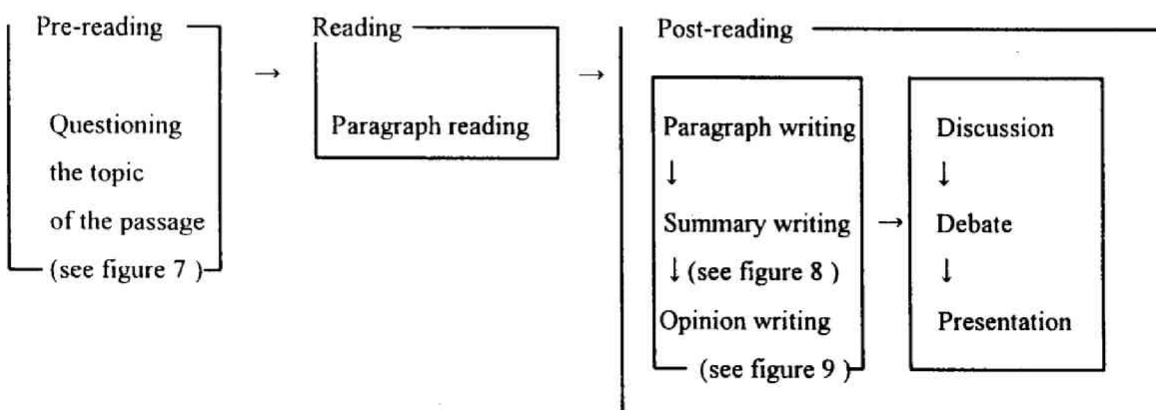 Pre-reading
Questioning
the topic
of the passage
(see figure 7 )
→
Reading
Paragraph reading
→
Post-reading
Paragraph writing
↓
Summary writing
↓ (see figure 8 )
Opinion writing
(see figure 9 )
→
Discussion
↓
Debate
↓
Presentation